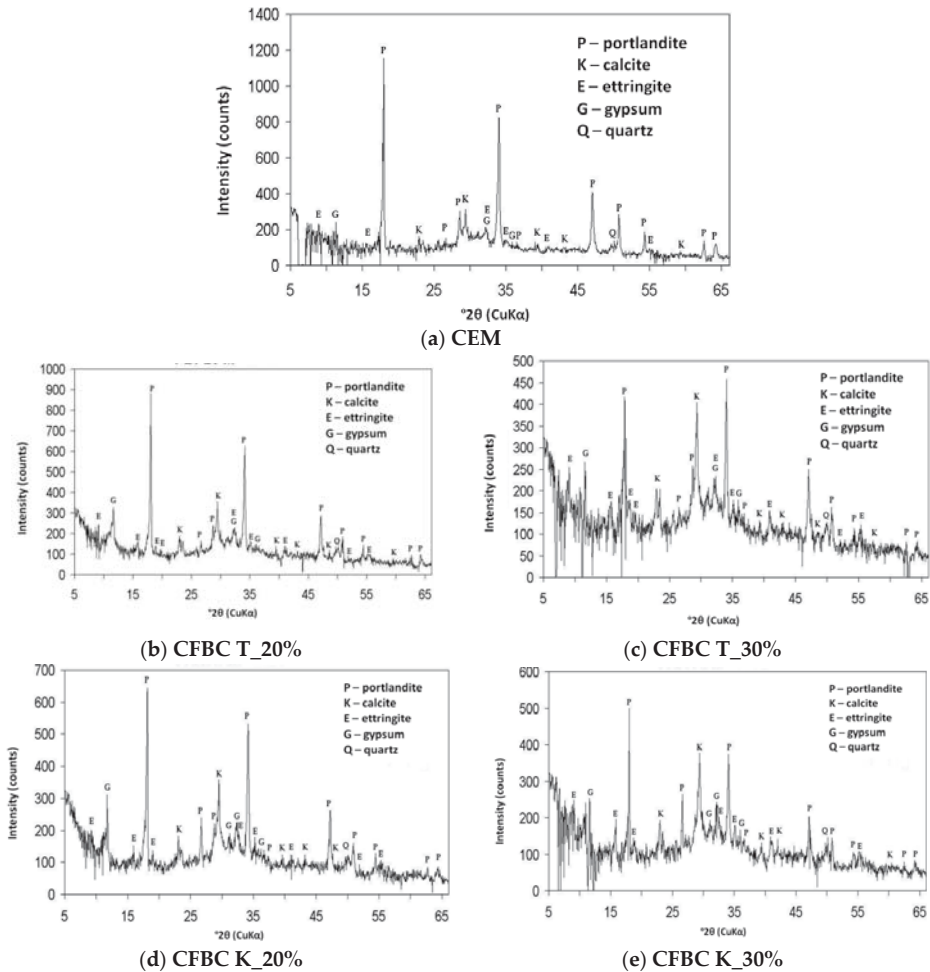 1400
1200
1000
800
600
400
200
0
Intensity (counts)
P – portlandite
K – calcite
E – ettringite
G – gypsum
Q – quartz
P
P
E
G
E
K
P
P
K
E
G
E
G
P
K
E
K
P
Q
P
P
E
K
P
P
5 15 25 35 45 55 65
°2θ (CuKα)
(a) CEM
1000
900
800
700
600
500
400
300
200
100
0
Intensity (counts)
P – portlandite
K – calcite
E – ettringite
G – gypsum
Q – quartz
P
P
E
G
E
E
E
K
P
P
K
E
G
E
G
K
E
K
P
K
Q
P
E
P
E
K
P
P
5 15 25 35 45 55 65
°2θ (CuKα)
(b) CFBC T_20%
500
450
400
350
300
250
200
150
100
50
0
Intensity (counts)
P – portlandite
K – calcite
E – ettringite
G – gypsum
Q – quartz
P
P
K
E
G
E
E
E
K
P
P
E
G
E
G
P
K
E
K
P
K
Q
P
P
E
K
P
P
5 15 25 35 45 55 65
°2θ (CuKα)
(c) CFBC T_30%
700
600
500
400
300
200
100
0
Intensity (counts)
P – portlandite
K – calcite
E – ettringite
G – gypsum
Q – quartz
P
P
E
G
E
E
K
P
P
K
G
G
E
E
G
P
K
E
K
P
K
Q
P
E
P
E
P
P
5 15 25 35 45 55 65
°2θ (CuKα)
(d) CFBC K_20%
600
500
400
300
200
100
0
Intensity (counts)
P – portlandite
K – calcite
E – ettringite
G – gypsum
Q – quartz
P
K
P
E
G
E
E
K
P
G
G
E
E
G
P
K
E
K
P
Q
P
P
E
K
P
P
5 15 25 35 45 55 65
°2θ (CuKα)
(e) CFBC K_30%